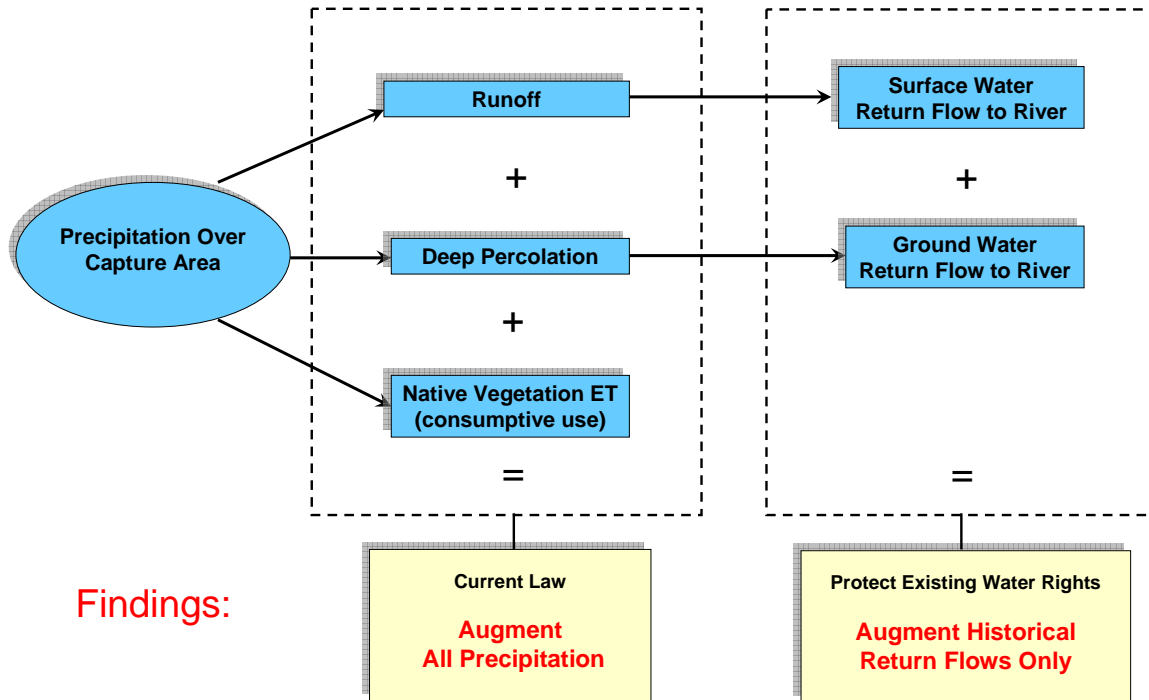 Runoff
Surface Water
Return Flow to River
+
+
Precipitation Over
Capture Area
Deep Percolation
Ground Water
Return Flow to River
+
Native Vegetation ET
(consumptive use)
=
=
Findings:
Current Law
Augment
All Precipitation
Protect Existing Water Rights
Augment Historical
Return Flows Only